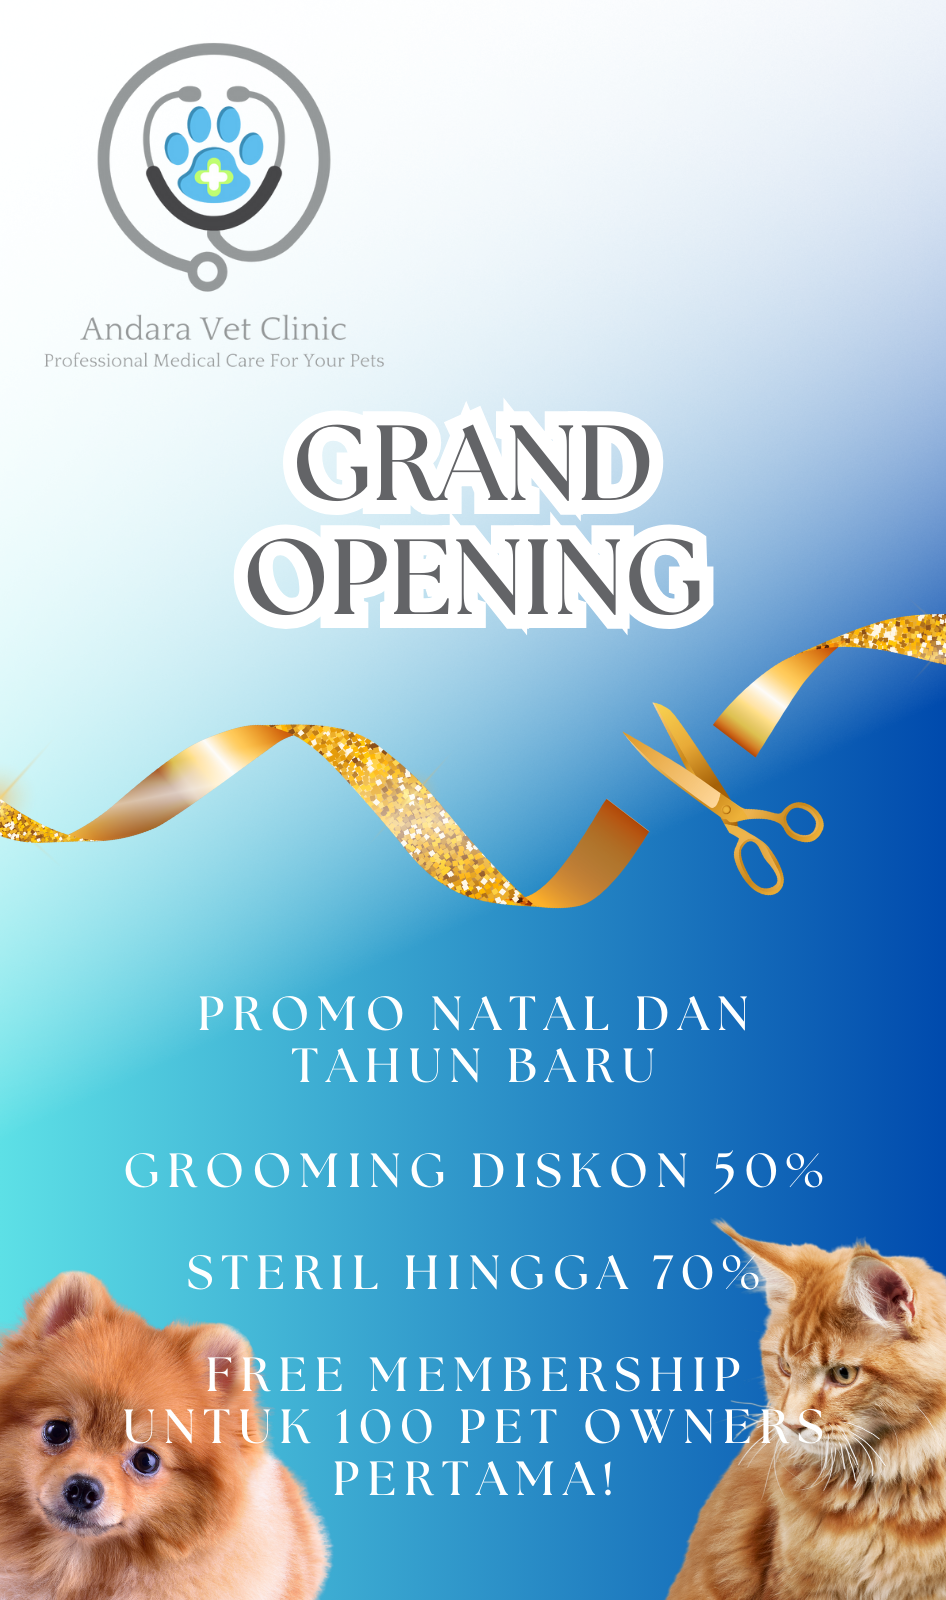 Andara Vet Clinic
Professional Medical Care For Your Pets
GRAND
OPENING
PROMO NATAL DAN
TAHUN BARU
GROOMING DISKON 50%
STERIL HINGGA 70%
FREE MEMBERSHIP
UNTUK 100 PET OWNERS
PERTAMA!